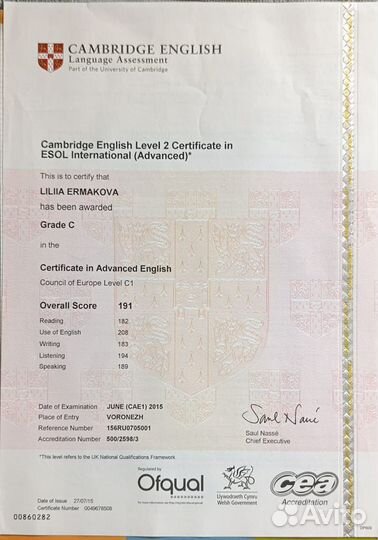 CAMBRIDGE ENGLISH
Language Assessment
Part of the University of Cambridge
Cambridge English Level 2 Certificate in
ESOL International (Advanced)*
This is to certify that
LILIIA ERMAKOVA
has been awarded
Grade C
in the
Certificate in Advanced English
Council of Europe Level C1
Overall Score 191
Reading 182
Use of English 208
Writing 183
Listening 194
Speaking 189
Date of Examination JUNE (CAE1) 2015
Place of Entry VORONEZH
Reference Number 156RU0705001
Accreditation Number 500/2598/3
Saul Nassé
Saul Nassé
Chief Executive
*This level refers to the UK National Qualifications Framework
Regulated by
Ofqual
Llywodraeth Cymru
Welsh Government
cea
Accreditation
Date of Issue 27/07/15
Certificate Number 0049678508
00860282
Avito